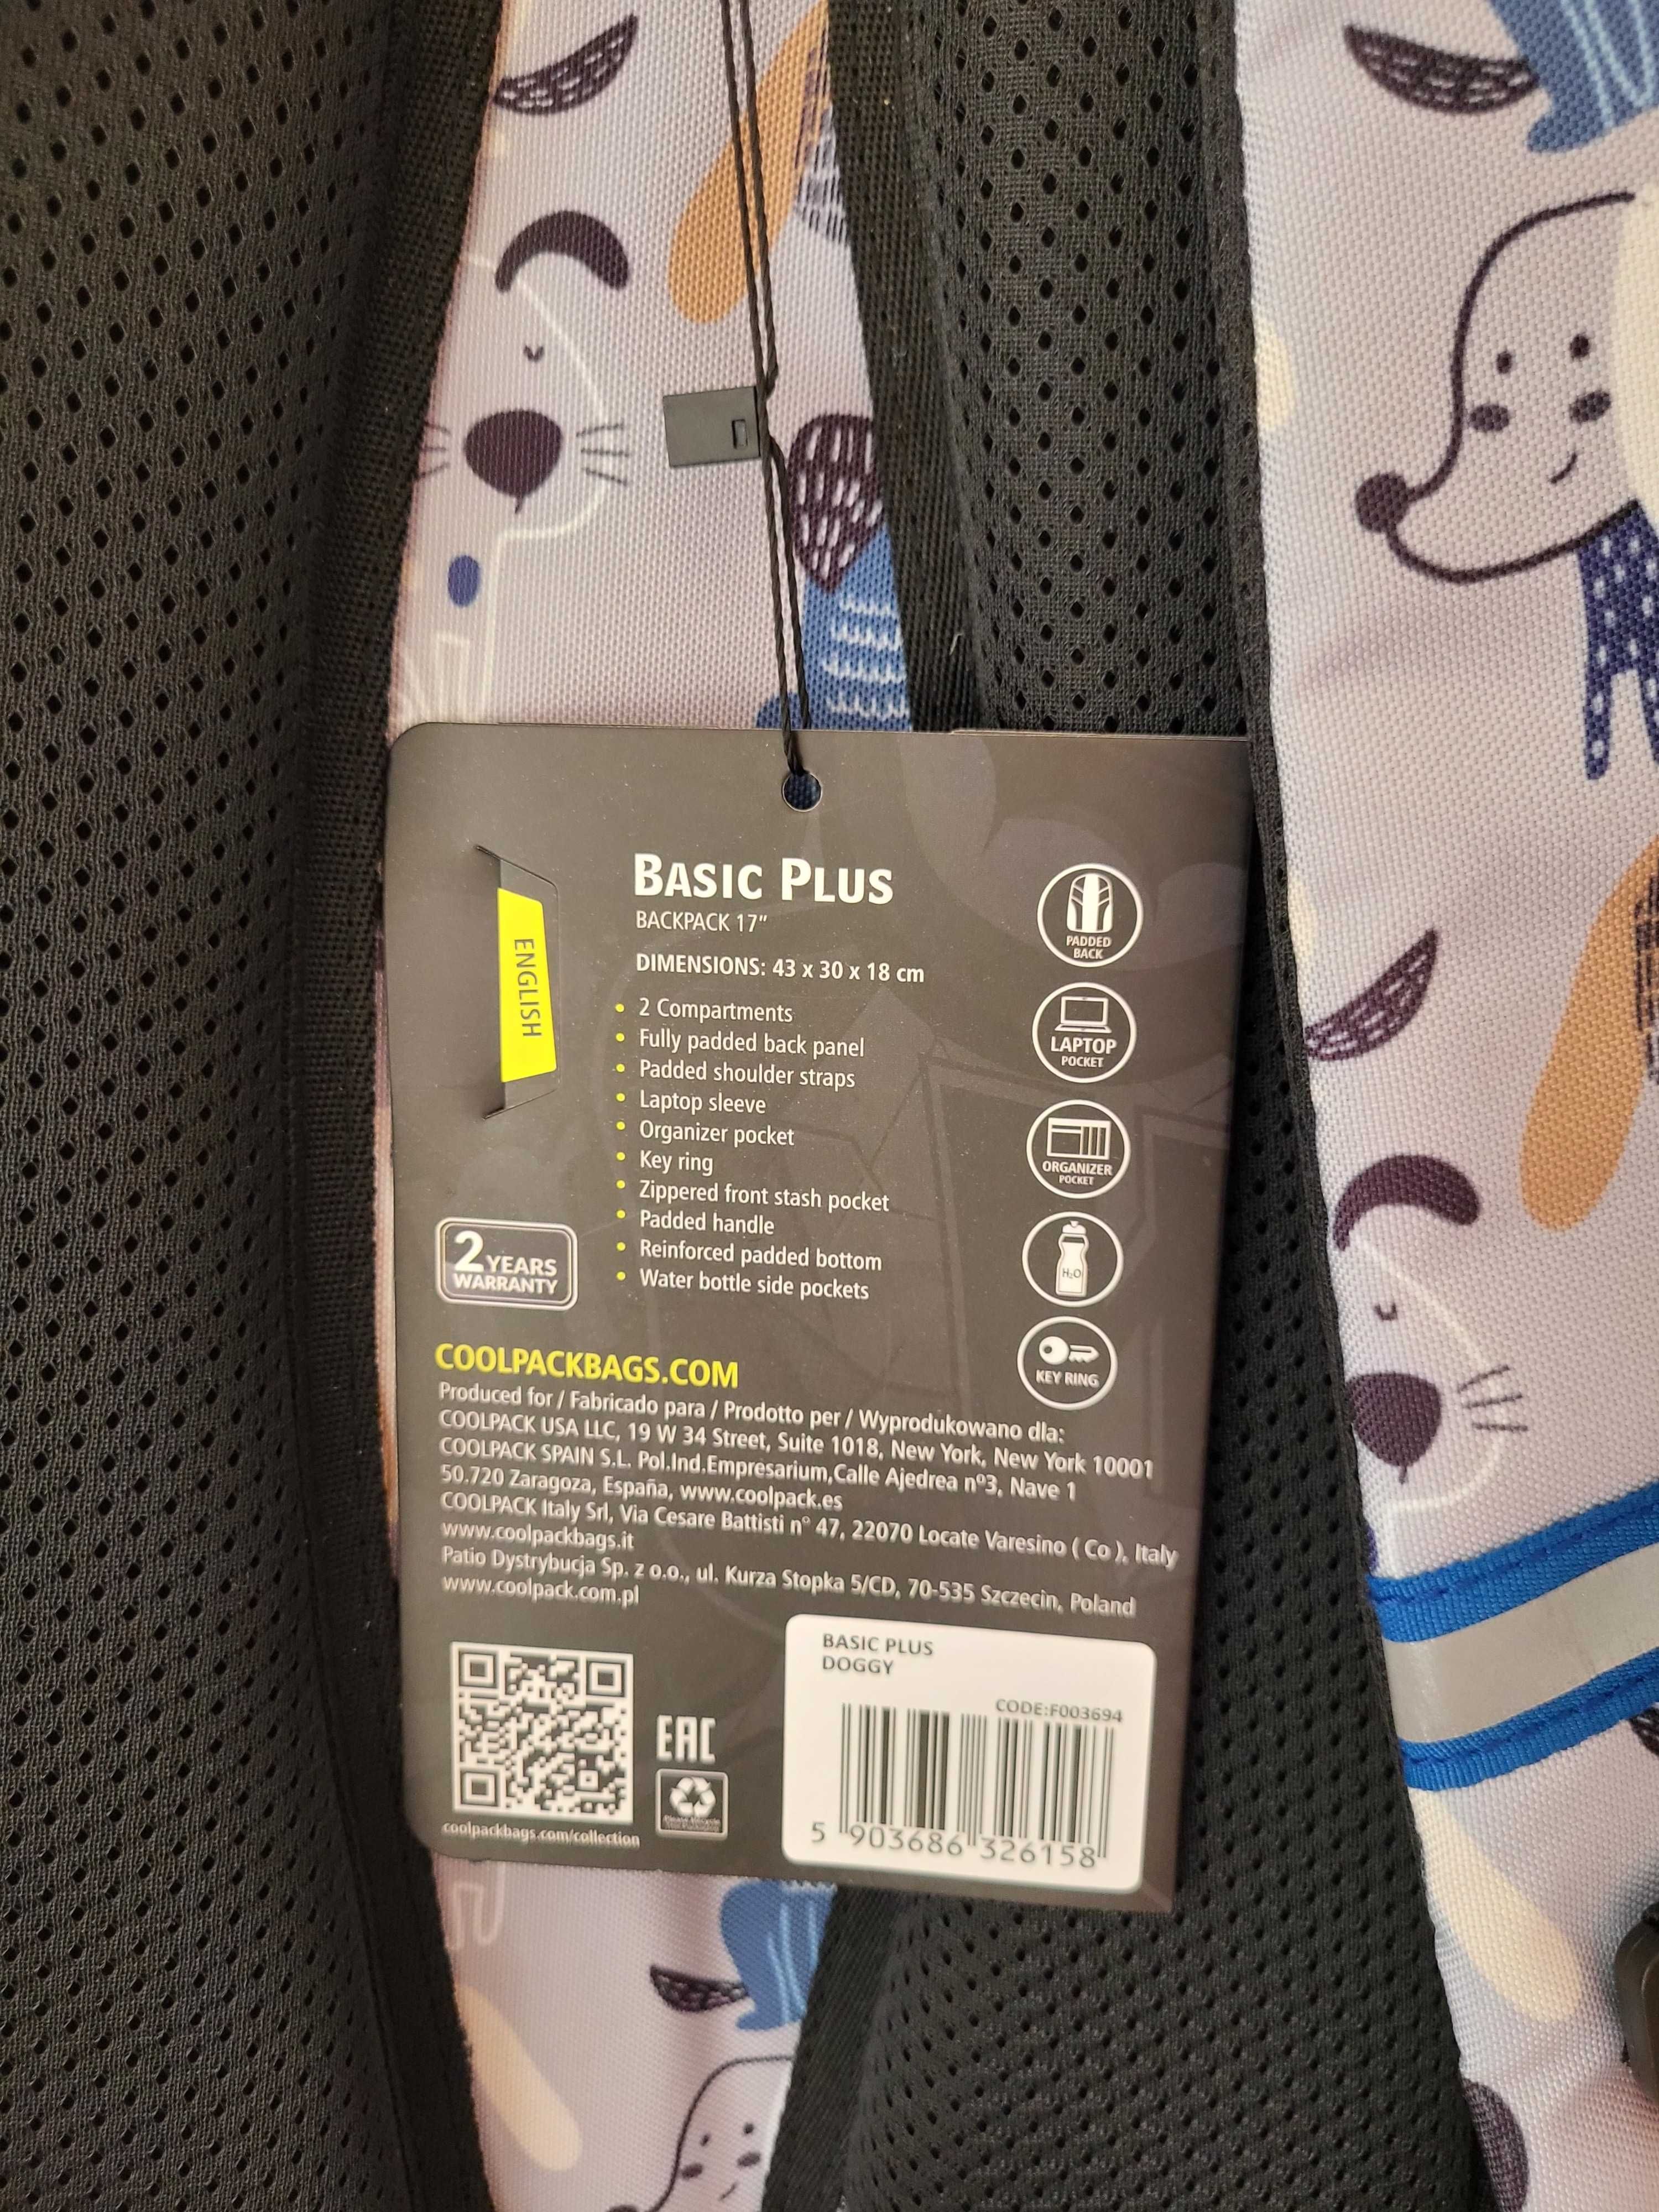 BASIC PLUS
BACKPACK 17”
DIMENSIONS: 43 x 30 x 18 cm
ENGLISH
• 2 Compartments
• Fully padded back panel
• Padded shoulder straps
• Laptop sleeve
• Organizer pocket
• Key ring
• Zippered front stash pocket
• Padded handle
• Reinforced padded bottom
• Water bottle side pockets
PADDED
BACK
LAPTOP
POCKET
ORGANIZER
POCKET
H₂O
KEY RING
2 YEARS
WARRANTY
COOLPACKBAGS.COM
Produced for / Fabricado para / Prodotto per / Wyprodukowano dla:
COOLPACK USA LLC, 19 W 34 Street, Suite 1018, New York, New York 10001
COOLPACK SPAIN S.L. Pol.Ind.Empresarium,Calle Ajedrea nº3, Nave 1
50.720 Zaragoza, España, www.coolpack.es
COOLPACK Italy Srl, Via Cesare Battisti n° 47, 22070 Locate Varesino ( Co ), Italy
www.coolpackbags.it
Patio Dystrybucja Sp. z o.o., ul. Kurza Stopka 5/CD, 70-535 Szczecin, Poland
www.coolpack.com.pl
coolpackbags.com/collection
EAC
Please Recycle
This Packaging
BASIC PLUS
DOGGY
CODE:F003694
5 903686 326158